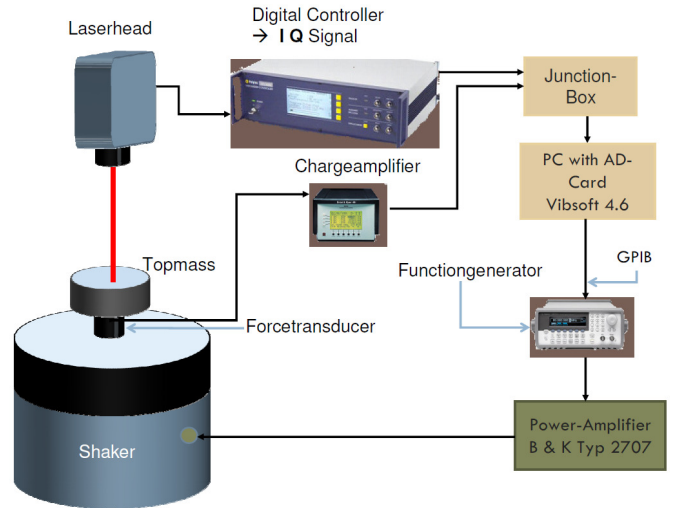 Digital Controller
→ I Q Signal
Laserhead
Junction-
Box
Chargeamplifier
PC with AD-
Card
Vibsoft 4.6
Topmass
Functiongenerator
GPIB
Forcetransducer
Power-Amplifier
B & K Typ 2707
Shaker